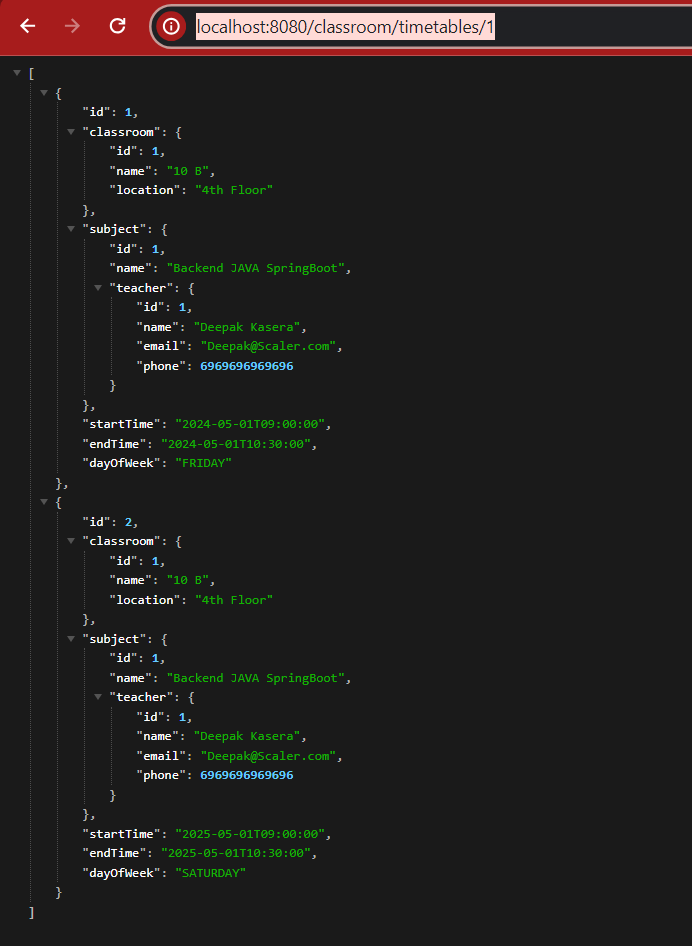 localhost:8080/classroom/timetables/1
[
{
"id": 1,
"classroom": {
"id": 1,
"name": "10 B",
"location": "4th Floor"
},
"subject": {
"id": 1,
"name": "Backend JAVA SpringBoot",
"teacher": {
"id": 1,
"name": "Deepak Kasera",
"email": "Deepak@Scaler.com",
"phone": 6969696969696
}
},
"startTime": "2024-05-01T09:00:00",
"endTime": "2024-05-01T10:30:00",
"dayOfWeek": "FRIDAY"
},
{
"id": 2,
"classroom": {
"id": 1,
"name": "10 B",
"location": "4th Floor"
},
"subject": {
"id": 1,
"name": "Backend JAVA SpringBoot",
"teacher": {
"id": 1,
"name": "Deepak Kasera",
"email": "Deepak@Scaler.com",
"phone": 6969696969696
}
},
"startTime": "2025-05-01T09:00:00",
"endTime": "2025-05-01T10:30:00",
"dayOfWeek": "SATURDAY"
}
]